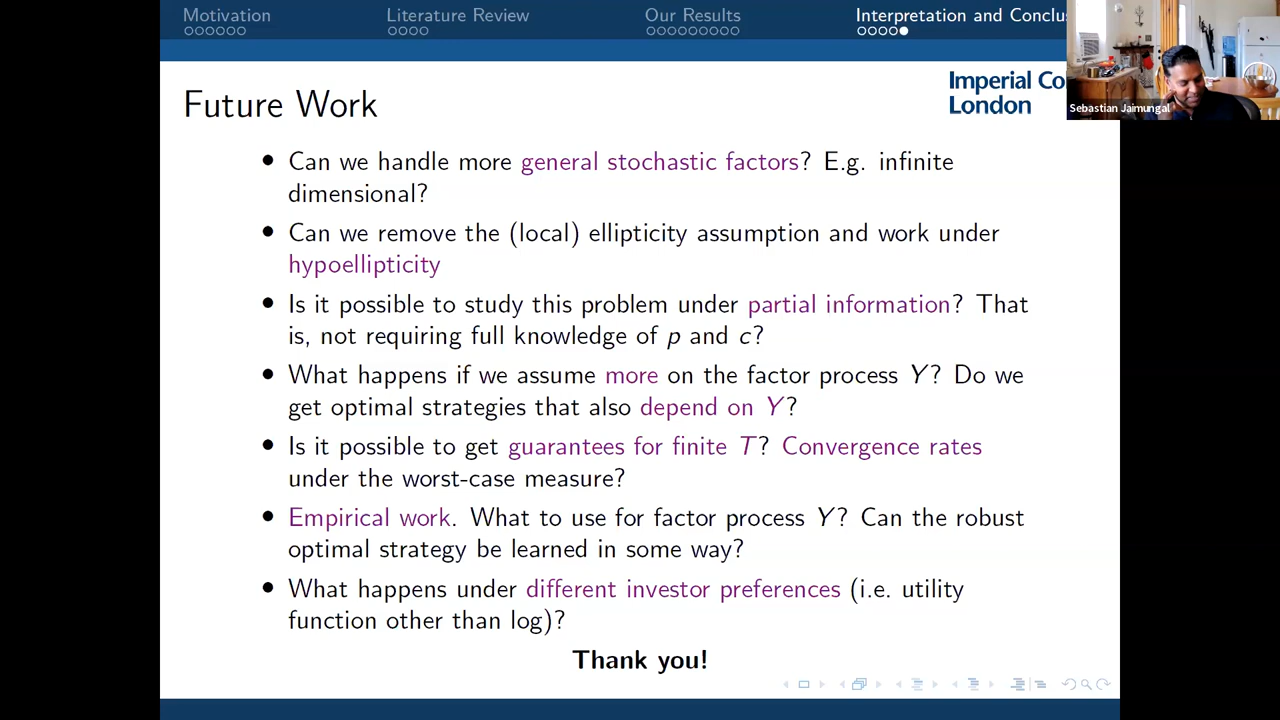 Motivation
Literature Review
Our Results
Interpretation and Conclus
Sebastian Jaimungal
Imperial Co
London
Future Work
• Can we handle more general stochastic factors? E.g. infinite
dimensional?
• Can we remove the (local) ellipticity assumption and work under
hypoellipticity
• Is it possible to study this problem under partial information? That
is, not requiring full knowledge of p and c?
• What happens if we assume more on the factor process Y? Do we
get optimal strategies that also depend on Y?
• Is it possible to get guarantees for finite T? Convergence rates
under the worst-case measure?
• Empirical work. What to use for factor process Y? Can the robust
optimal strategy be learned in some way?
• What happens under different investor preferences (i.e. utility
function other than log)?
Thank you!